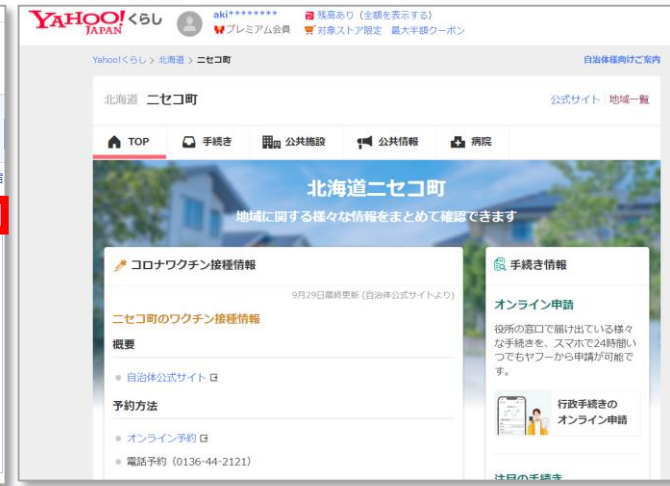 YAHOO! くらし
JAPAN
aki********
残高あり（全額を表示する）
プレミアム会員
対象ストア限定 最大半額クーポン
Yahoo!くらし > 北海道 > ニセコ町
自治体様向けご案内
北海道 ニセコ町
公式サイト 地域一覧
TOP
手続き
公共施設
公共情報
病院
北海道ニセコ町
地域に関する様々な情報をまとめて確認できます
コロナワクチン接種情報
9月29日最終更新 (自治体公式サイトより)
ニセコ町のワクチン接種情報
概要
自治体公式サイト
予約方法
オンライン予約
電話予約（0136-44-2121）
手続き情報
オンライン申請
役所の窓口で届け出ている様々
な手続きを、スマホで24時間い
つでもヤフーから申請が可能で
す。
行政手続きの
オンライン申請
注目の手続き